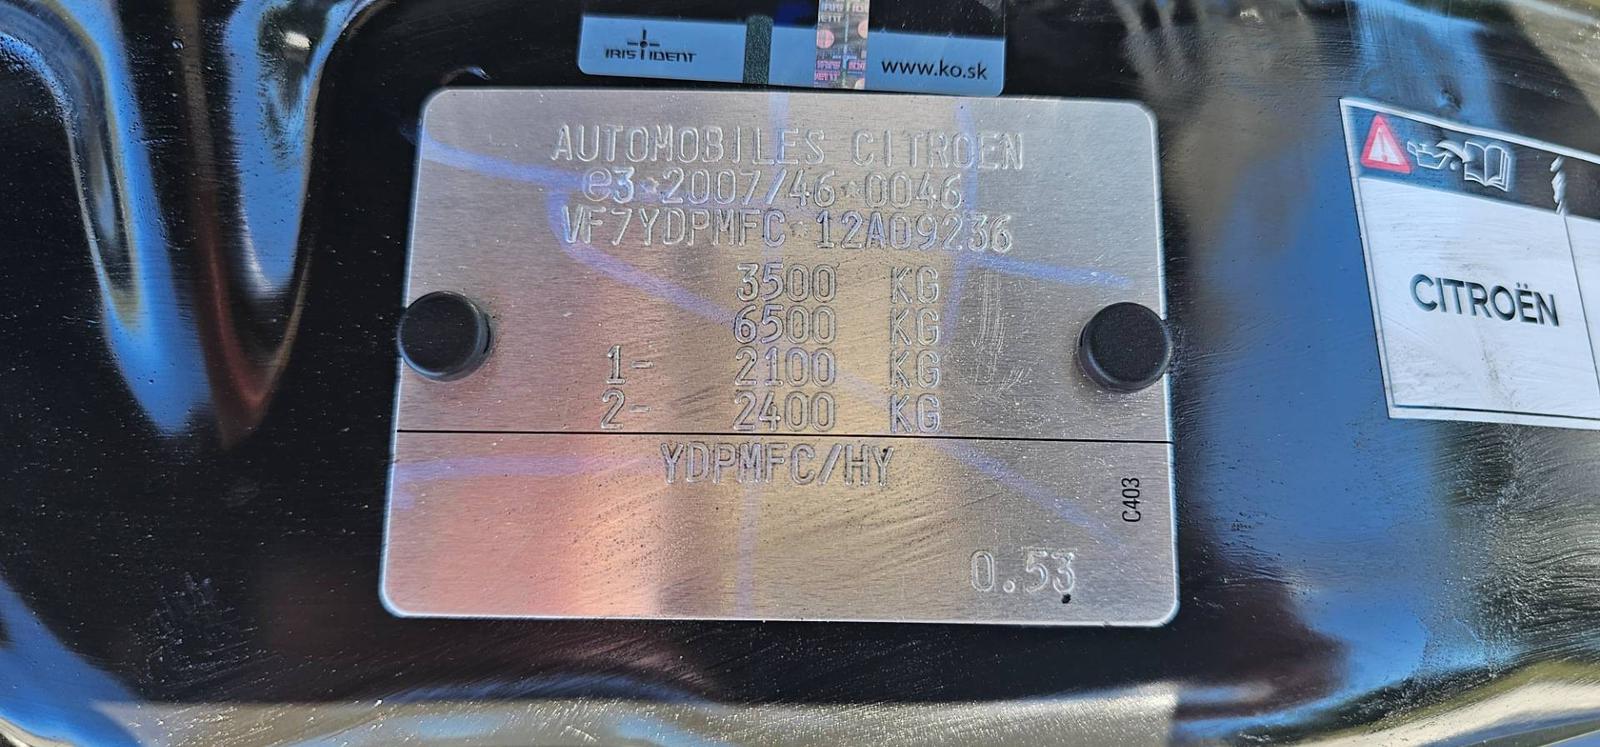 IRIS IDENT
www.ko.sk
AUTOMOBILES CITROEN
e3*2007/46*0046
VF7YDPMFC*12A09236
3500 KG
6500 KG
1- 2100 KG
2- 2400 KG
YDPMFC/HY
C403
0.53
CITROËN